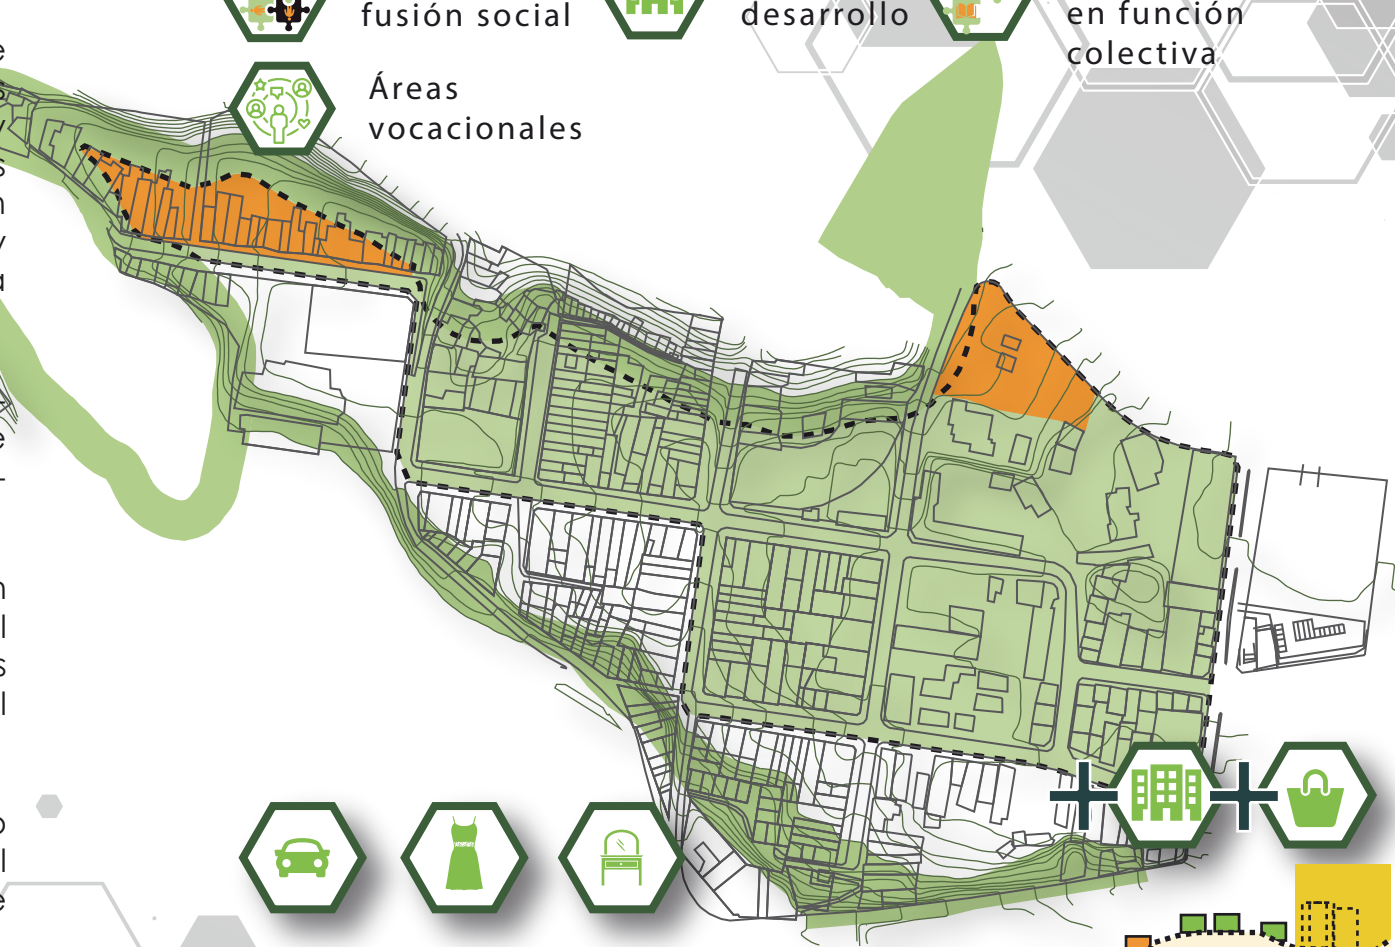 fusión social
desarrollo
en función
colectiva
Áreas
vocacionales